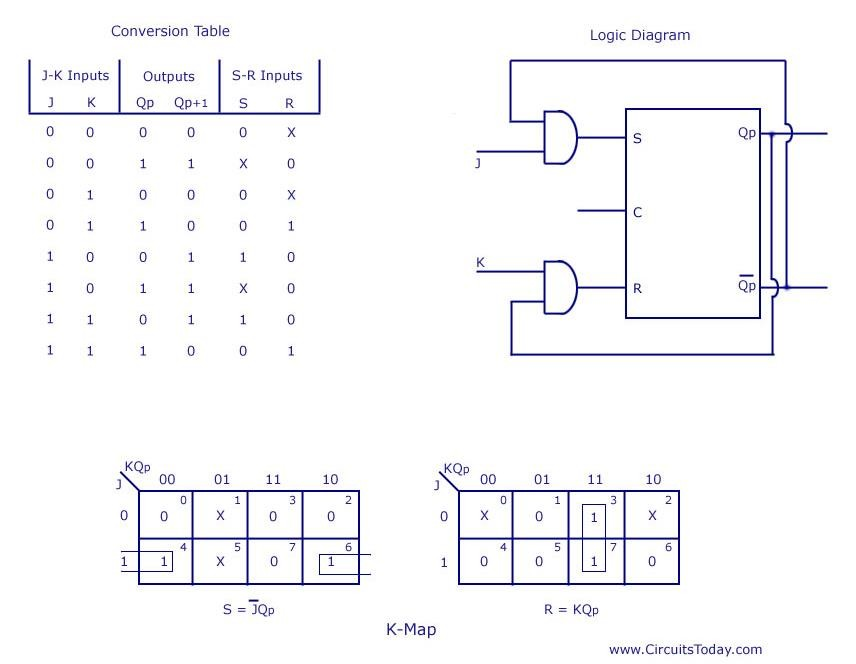 Conversion Table
J-K Inputs Outputs S-R Inputs
J K Qp Qp+1 S R
0 0 0 0 0 X
0 0 1 1 X 0
0 1 0 0 0 X
0 1 1 0 0 1
1 0 0 1 1 0
1 0 1 1 X 0
1 1 0 1 1 0
1 1 1 0 0 1
Logic Diagram
J
K
S
C
R
Qp
Q̅p
KQp
J
00 01 11 10
0 1 3 2
0 0 X 0 0
4 5 7 6
1 1 X 0 1
S = J̅Qp
KQp
J
00 01 11 10
0 1 3 2
0 X 0 1 X
4 5 7 6
1 0 0 1 0
R = KQp
K-Map
www.CircuitsToday.com